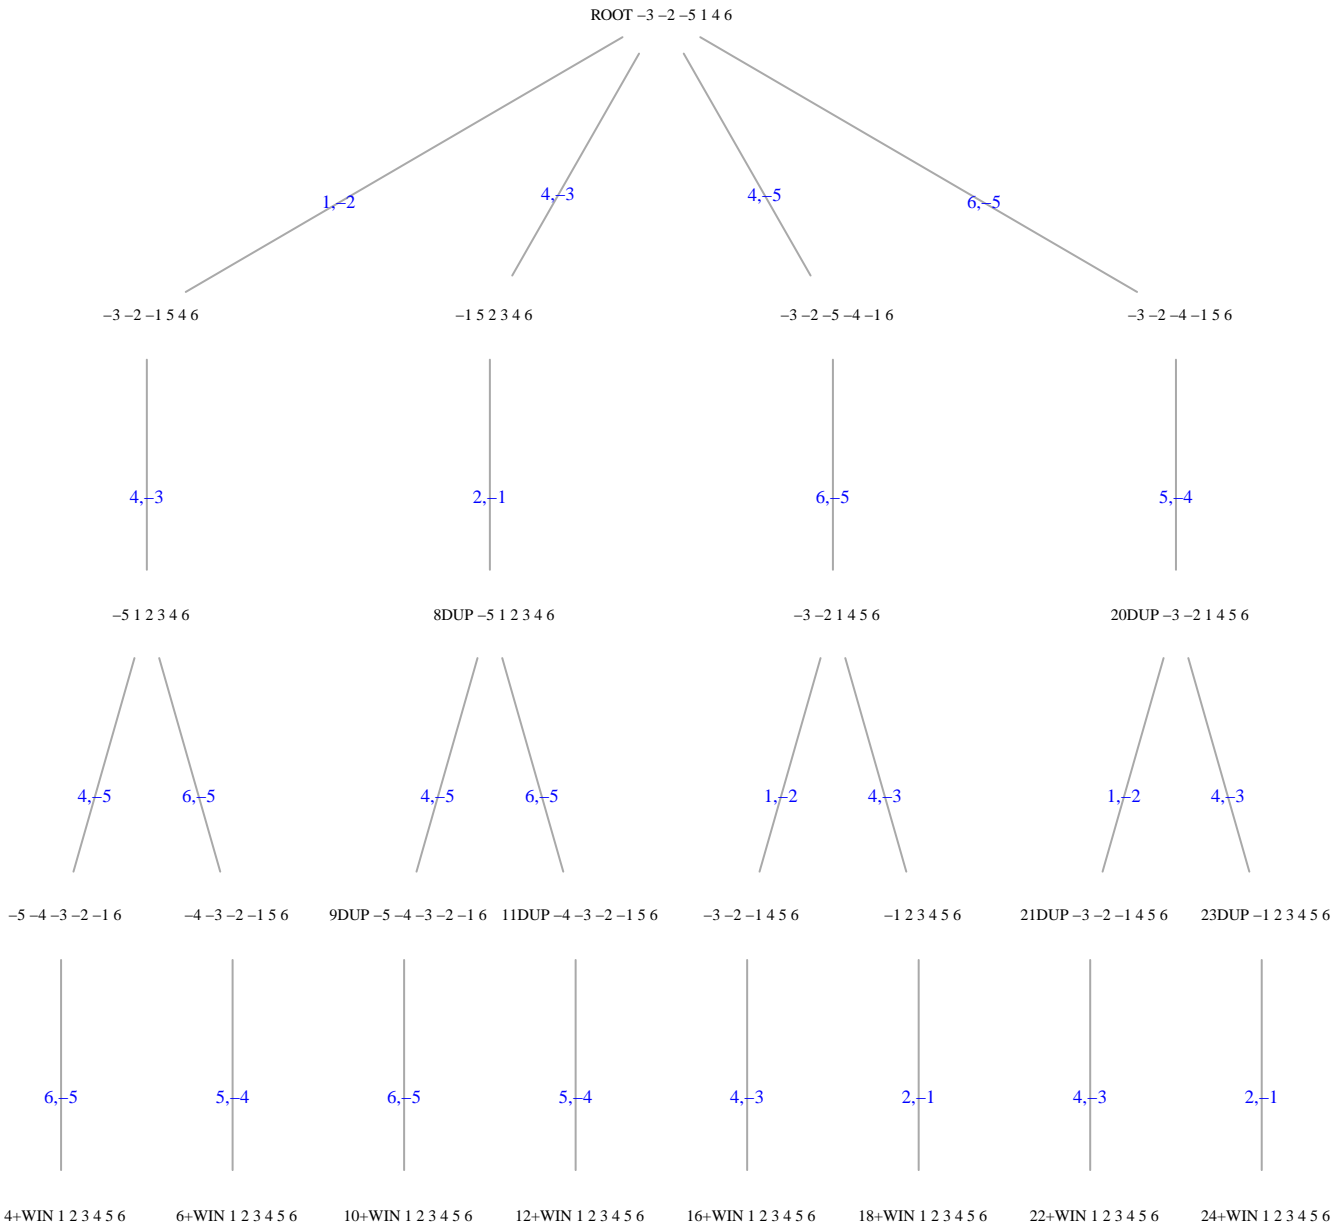 ROOT −3 −2 −5 1 4 6
1,−2
4,−3
4,−5
6,−5
−3 −2 −1 5 4 6
−1 5 2 3 4 6
−3 −2 −5 −4 −1 6
−3 −2 −4 −1 5 6
4,−3
2,−1
6,−5
5,−4
−5 1 2 3 4 6
8DUP −5 1 2 3 4 6
−3 −2 1 4 5 6
20DUP −3 −2 1 4 5 6
4,−5
6,−5
4,−5
6,−5
1,−2
4,−3
1,−2
4,−3
−5 −4 −3 −2 −1 6
−4 −3 −2 −1 5 6
9DUP −5 −4 −3 −2 −1 6
11DUP −4 −3 −2 −1 5 6
−3 −2 −1 4 5 6
−1 2 3 4 5 6
21DUP −3 −2 −1 4 5 6
23DUP −1 2 3 4 5 6
6,−5
5,−4
6,−5
5,−4
4,−3
2,−1
4,−3
2,−1
4+WIN 1 2 3 4 5 6
6+WIN 1 2 3 4 5 6
10+WIN 1 2 3 4 5 6
12+WIN 1 2 3 4 5 6
16+WIN 1 2 3 4 5 6
18+WIN 1 2 3 4 5 6
22+WIN 1 2 3 4 5 6
24+WIN 1 2 3 4 5 6